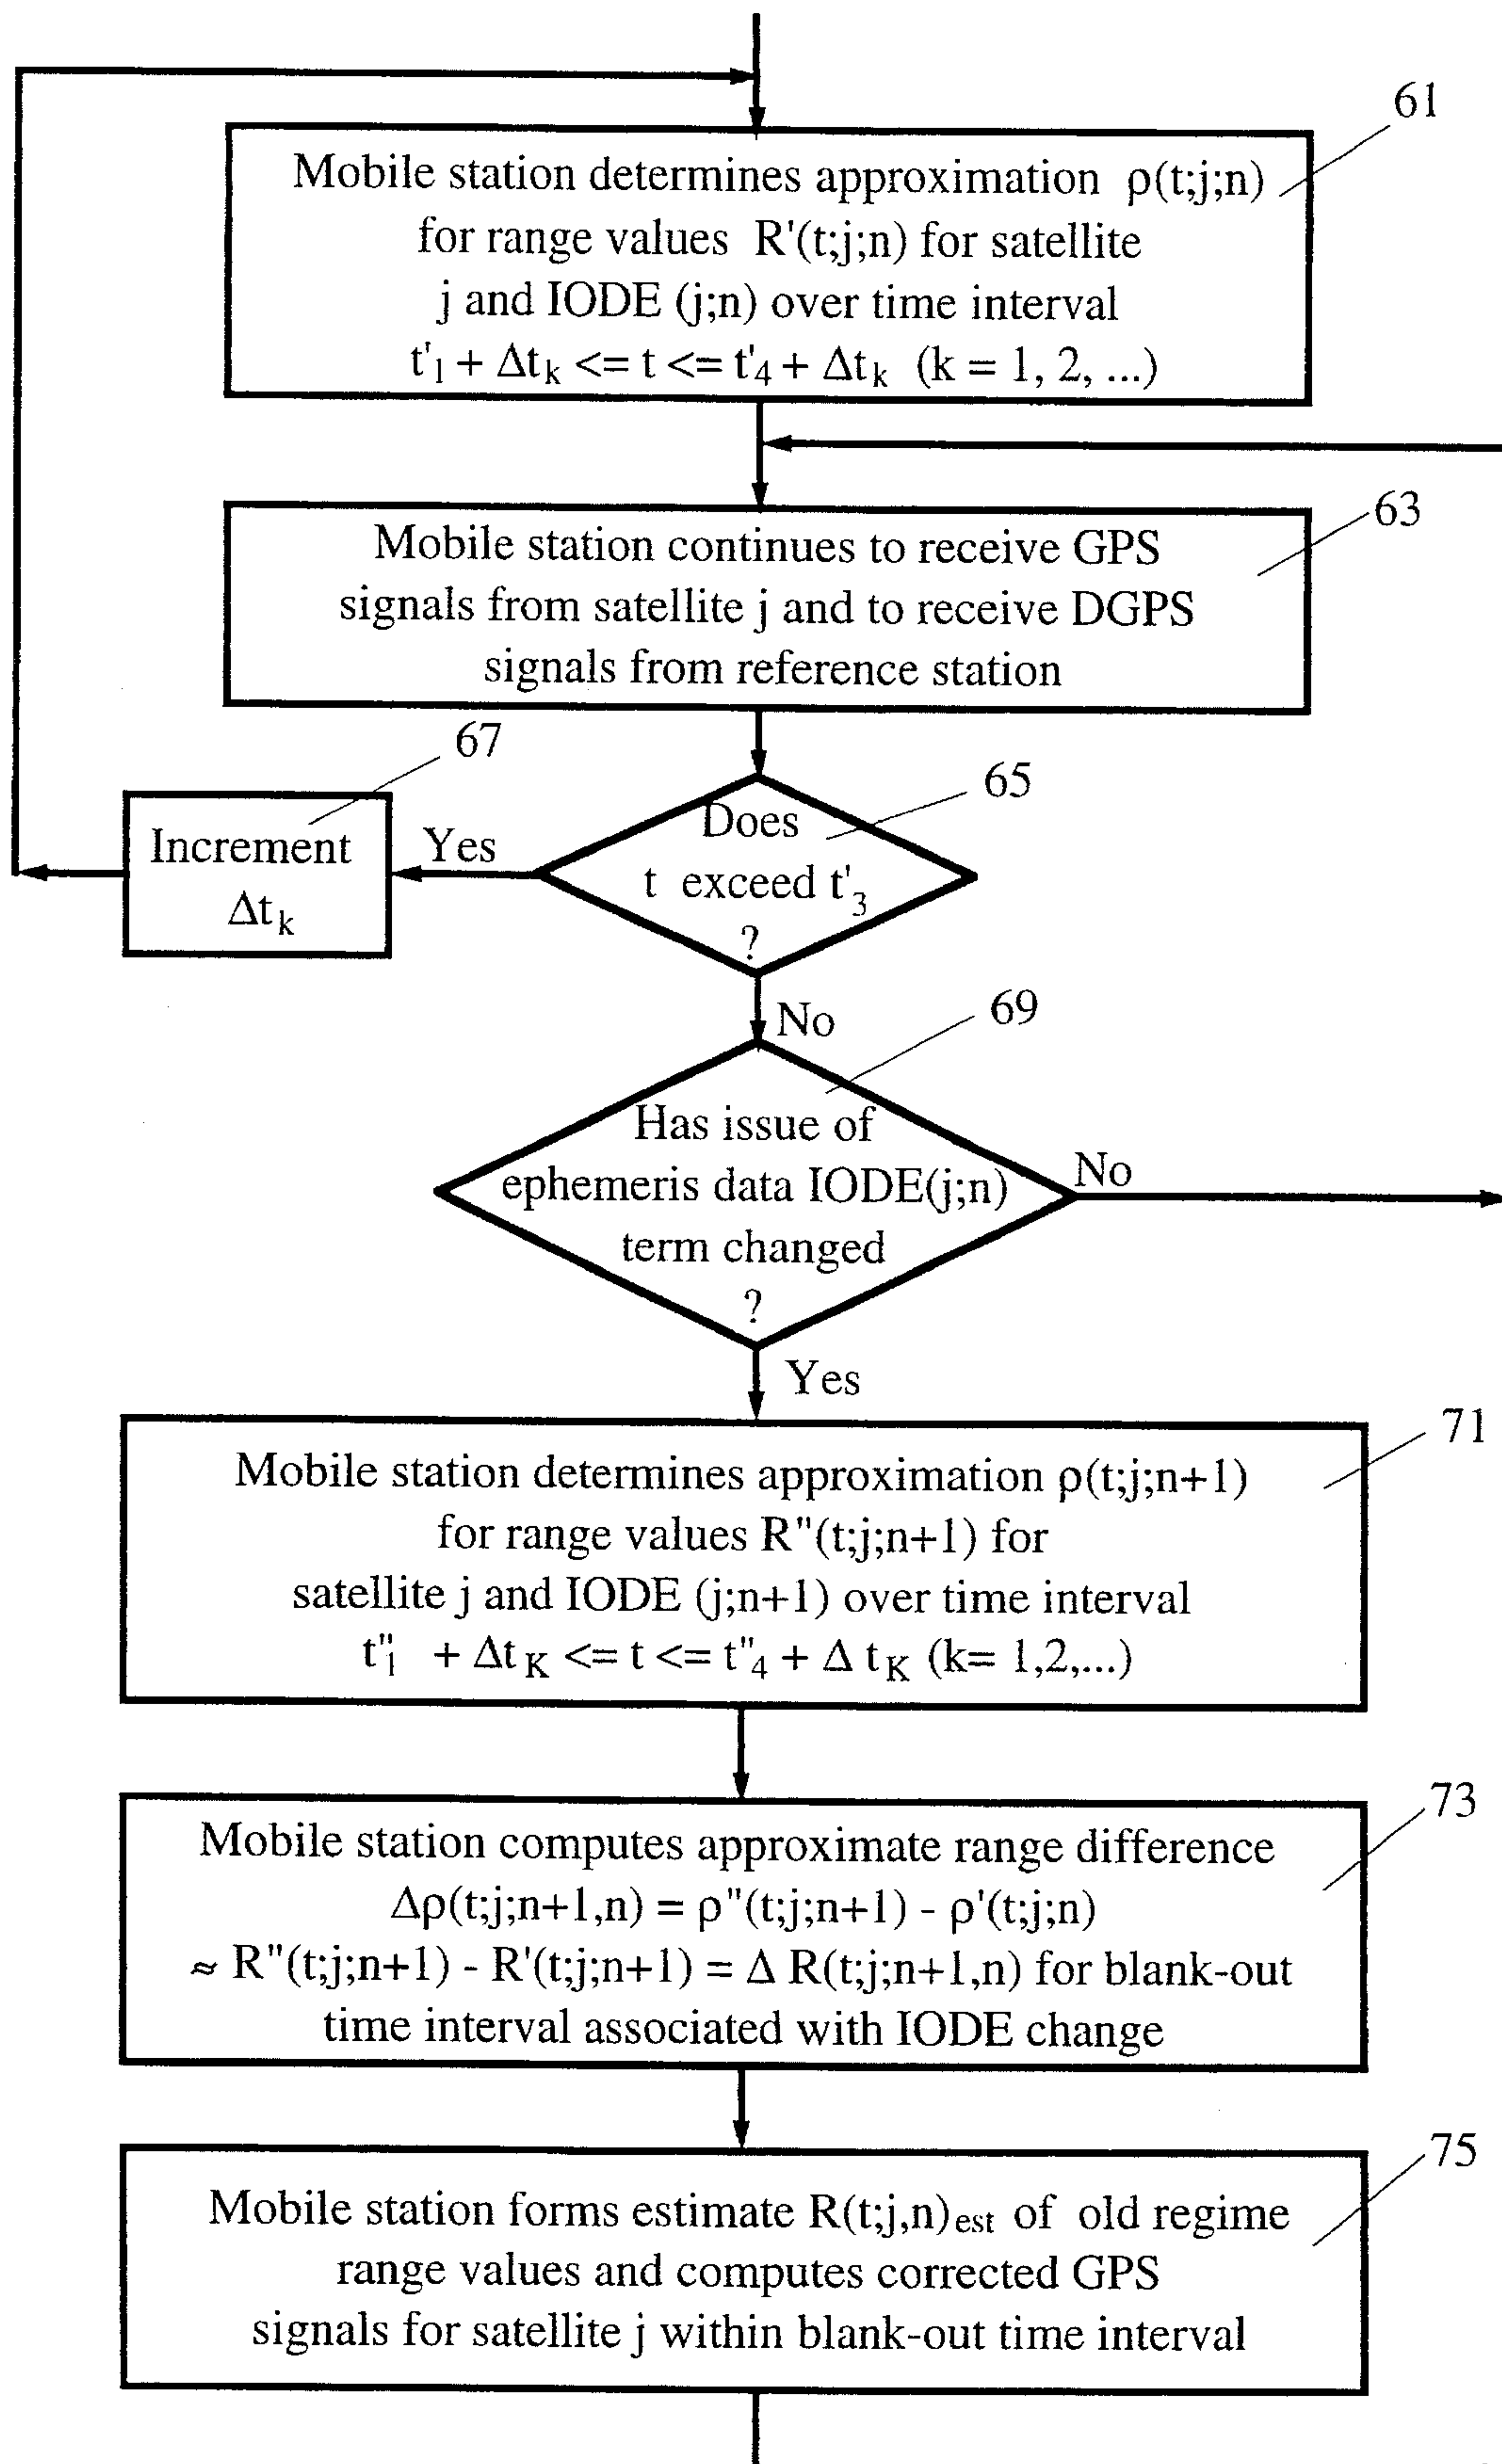 61
Mobile station determines approximation ρ(t;j;n)
for range values R'(t;j;n) for satellite
j and IODE (j;n) over time interval
t'1 + Δtk <= t <= t'4 + Δtk (k = 1, 2, ...)
63
Mobile station continues to receive GPS
signals from satellite j and to receive DGPS
signals from reference station
67
Increment
Δtk
Yes
65
Does
t exceed t'3
?
No
69
Has issue of
ephemeris data IODE(j;n)
term changed
?
No
Yes
71
Mobile station determines approximation ρ(t;j;n+1)
for range values R"(t;j;n+1) for
satellite j and IODE (j;n+1) over time interval
t"1 + ΔtK <= t <= t"4 + Δ tK (k= 1,2,...)
73
Mobile station computes approximate range difference
Δρ(t;j;n+1,n) = ρ"(t;j;n+1) - ρ'(t;j;n)
≈ R"(t;j;n+1) - R'(t;j;n+1) = Δ R(t;j;n+1,n) for blank-out
time interval associated with IODE change
75
Mobile station forms estimate R(t;j,n)est of old regime
range values and computes corrected GPS
signals for satellite j within blank-out time interval